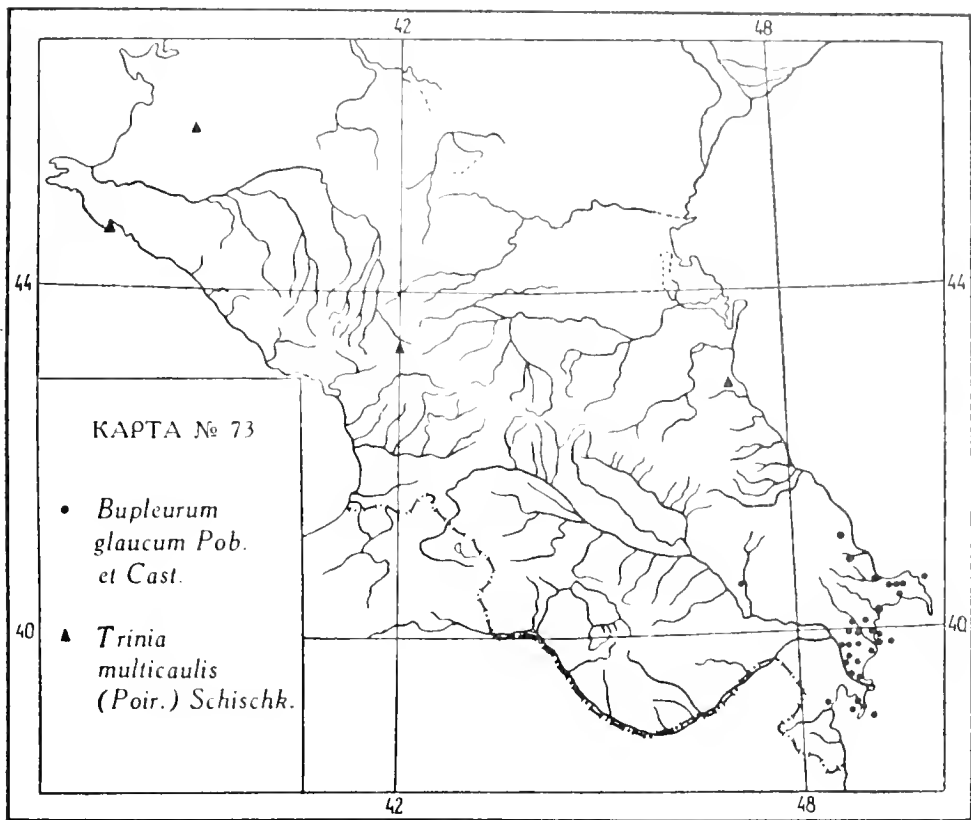 42 48
44 44
КАРТА № 73
• Bupleurum
glaucum Pob.
et Cast.
40 40
▲ Trinia
multicaulis
(Poir.) Schischk.
42 48